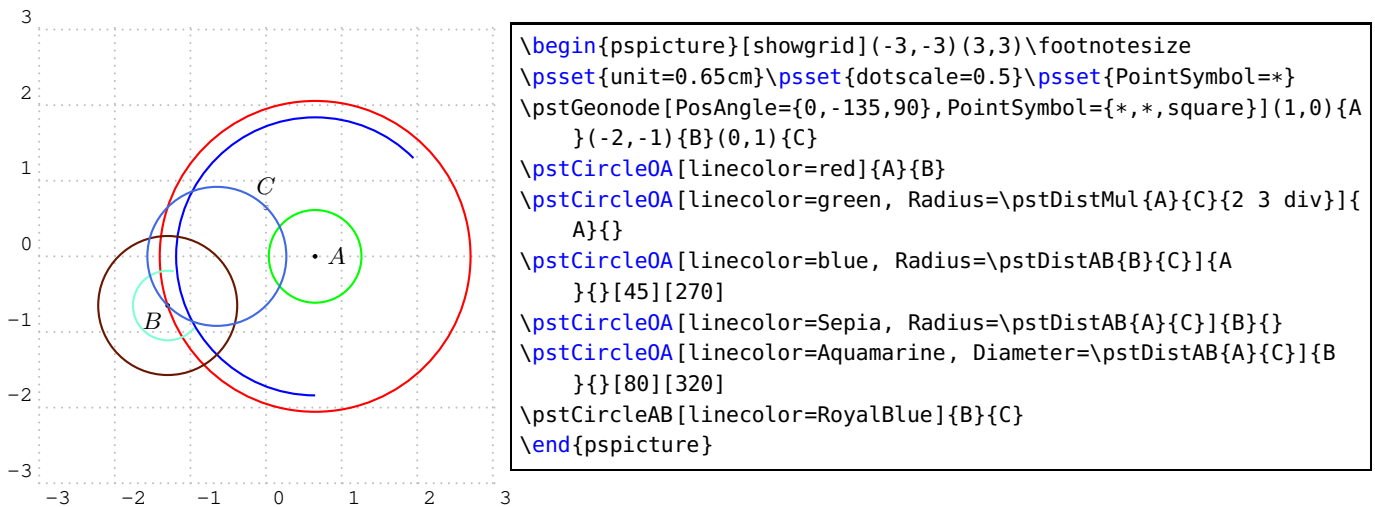 3
2
1
0
−1
−2
−3
−3 −2 −1 0 1 2 3
C
A
B
\begin{pspicture}[showgrid](-3,-3)(3,3)\footnotesize
\psset{unit=0.65cm}\psset{dotscale=0.5}\psset{PointSymbol=*}
\pstGeonode[PosAngle={0,-135,90},PointSymbol={*,*,square}](1,0){A
}(-2,-1){B}(0,1){C}
\pstCircleOA[linecolor=red]{A}{B}
\pstCircleOA[linecolor=green, Radius=\pstDistMul{A}{C}{2 3 div}]{
A}{}
\pstCircleOA[linecolor=blue, Radius=\pstDistAB{B}{C}]{A
}{}[45][270]
\pstCircleOA[linecolor=Sepia, Radius=\pstDistAB{A}{C}]{B}{}
\pstCircleOA[linecolor=Aquamarine, Diameter=\pstDistAB{A}{C}]{B
}{}[80][320]
\pstCircleAB[linecolor=RoyalBlue]{B}{C}
\end{pspicture}